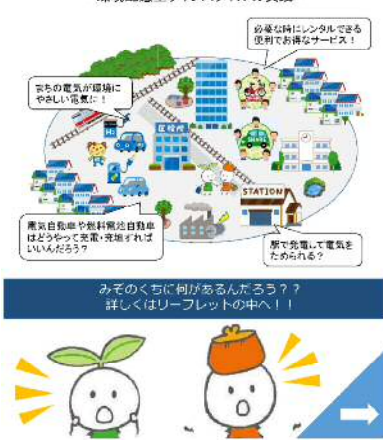 必要な時にレンタルできる
便利でお得なサービス！
まちの電気が環境に
やさしい電気に！
H2
区役所
SHARE
STATION
電気自動車や燃料電池自動車
はどうやって充電・充填すれば
いいんだろう？
駅で発電して電気を
ためられる？
みぞのくちに何があるんだろう？？
詳しくはリーフレットの中へ！！